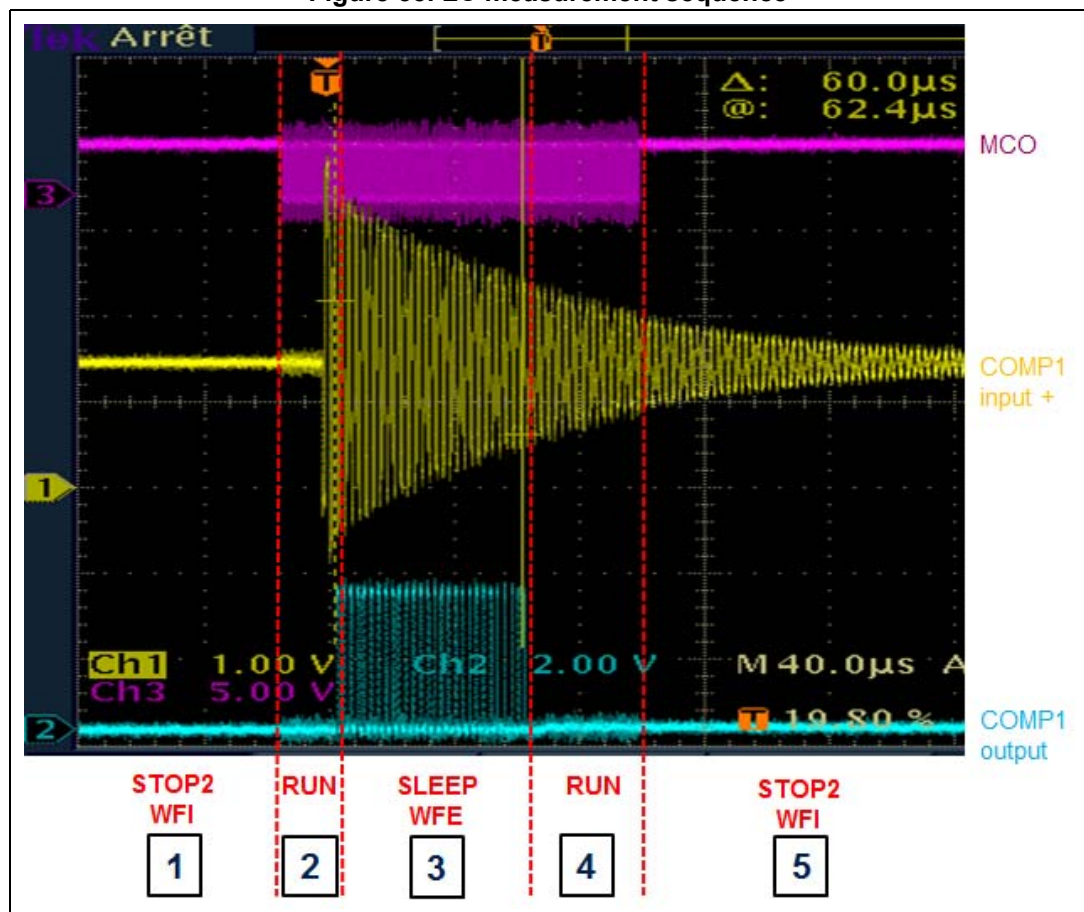 Figure 35. LC measurement sequence
Tek Arrêt
T
T
Δ: 60.0µs
@: 62.4µs
MCO
3
COMP1
input +
1
Ch1 1.00 V Ch2 2.00 V M 40.0µs A
Ch3 5.00 V
T 19.80 %
2
COMP1
output
STOP2
WFI
RUN
SLEEP
WFE
RUN
STOP2
WFI
1
2
3
4
5